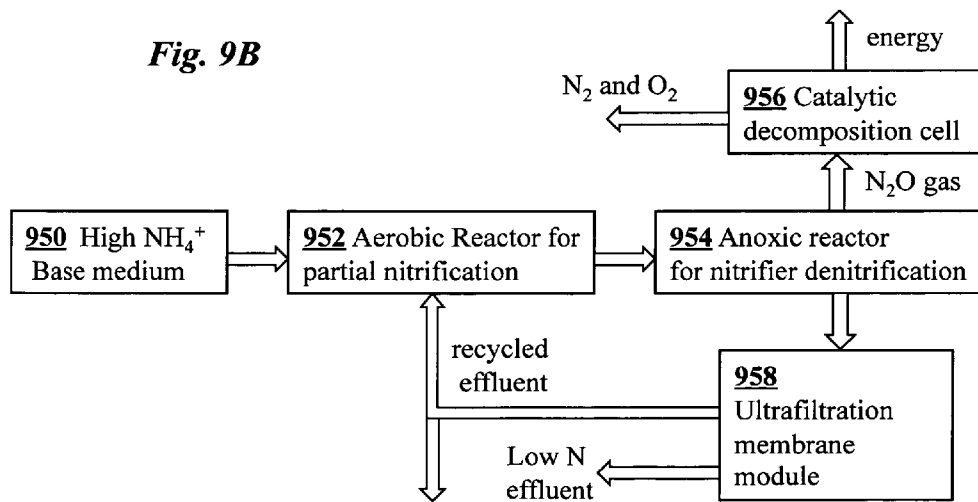 Fig. 9B
energy
N₂ and O₂
956 Catalytic
decomposition cell
N₂O gas
950 High NH₄⁺
Base medium
952 Aerobic Reactor for
partial nitrification
954 Anoxic reactor
for nitrifier denitrification
recycled
effluent
958
Ultrafiltration
membrane
module
Low N
effluent